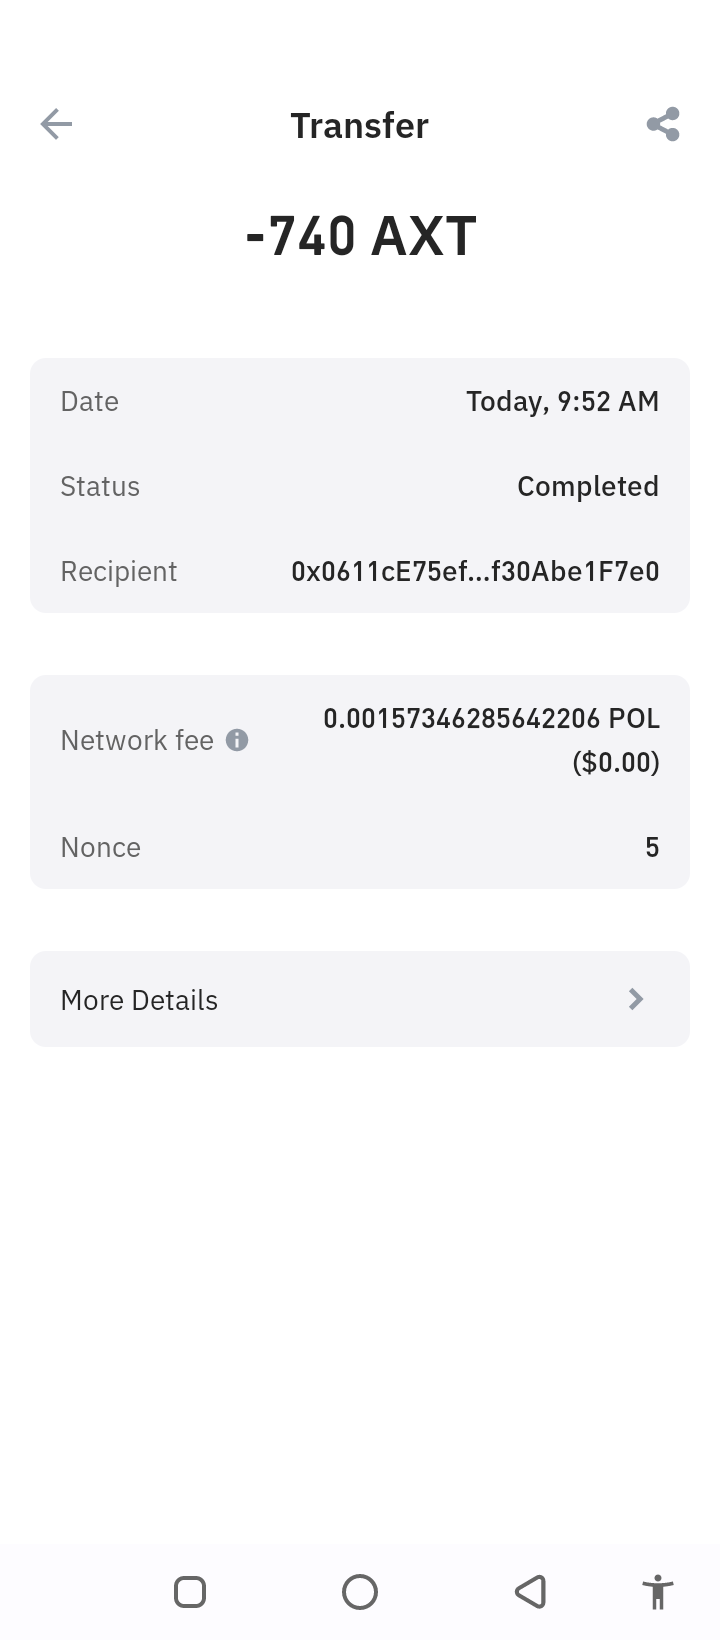 Transfer
-740 AXT
Date Today, 9:52 AM
Status Completed
Recipient 0x0611cE75ef...f30Abe1F7e0
Network fee 0.00157346285642206 POL
($0.00)
Nonce 5
More Details